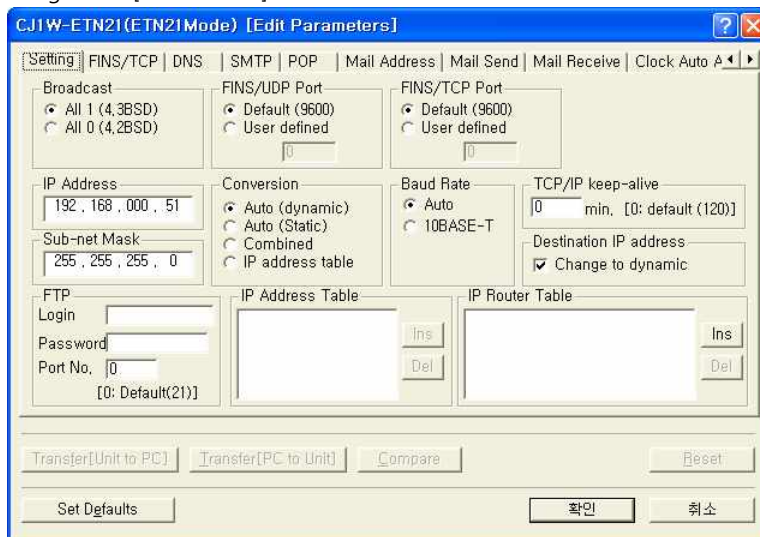 CJ1W-ETN21(ETN21Mode) [Edit Parameters]
Setting FINS/TCP DNS SMTP POP Mail Address Mail Send Mail Receive Clock Auto A
Broadcast
All 1 (4,3BSD)
All 0 (4,2BSD)
FINS/UDP Port
Default (9600)
User defined
0
FINS/TCP Port
Default (9600)
User defined
0
IP Address
192 . 168 . 000 . 51
Sub-net Mask
255 . 255 . 255 . 0
Conversion
Auto (dynamic)
Auto (Static)
Combined
IP address table
Baud Rate
Auto
10BASE-T
TCP/IP keep-alive
0 min, [0: default (120)]
Destination IP address
Change to dynamic
FTP
Login
Password
Port No, 0
[0: Default(21)]
IP Address Table
Ins
Del
IP Router Table
Ins
Del
Transfer[Unit to PC] Transfer[PC to Unit] Compare Reset
Set Defaults 확인 취소